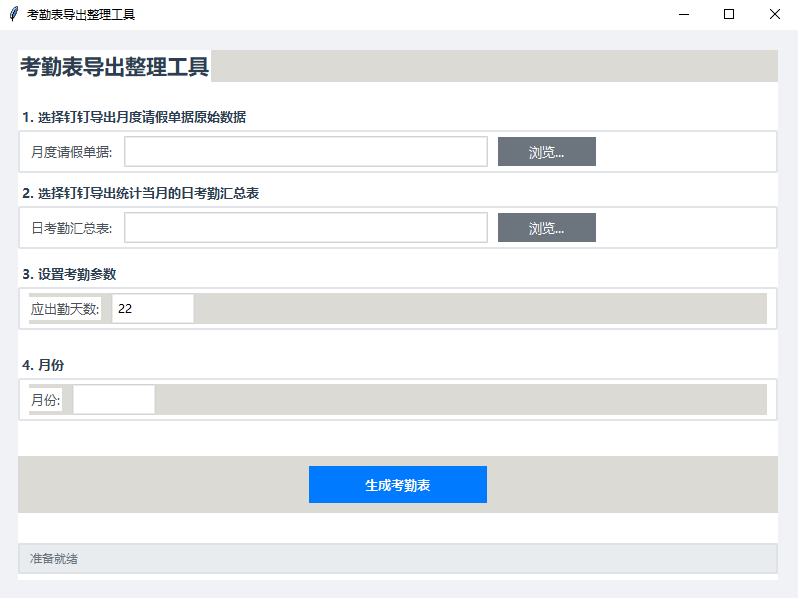 考勤表导出整理工具
考勤表导出整理工具
1. 选择钉钉导出月度请假单据原始数据
月度请假单据: 浏览...
2. 选择钉钉导出统计当月的日考勤汇总表
日考勤汇总表: 浏览...
3. 设置考勤参数
应出勤天数: 22
4. 月份
月份:
生成考勤表
准备就绪